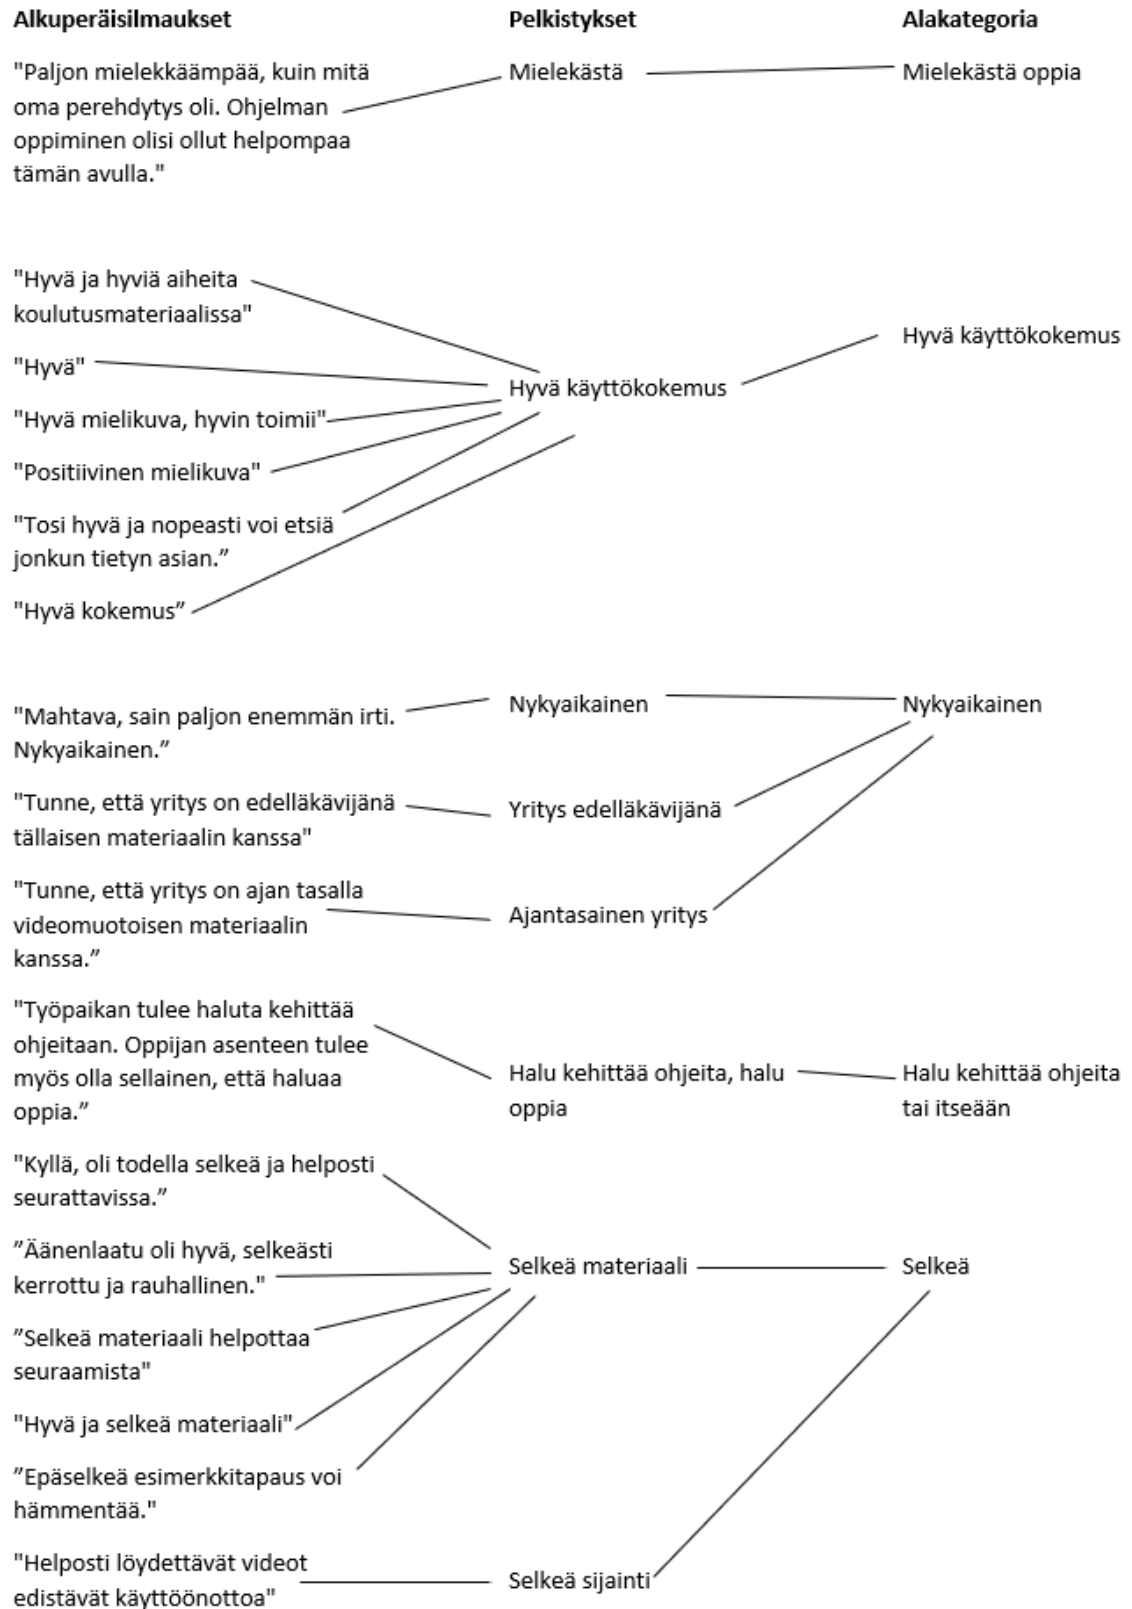 Alkuperäisilmaukset Pelkistykset Alakategoria
"Paljon mielekkäämpää, kuin mitä Mielekästä Mielekästä oppia
oma perehdytys oli. Ohjelman
oppiminen olisi ollut helpompaa
tämän avulla."
"Hyvä ja hyviä aiheita
koulutusmateriaalissa"
Hyvä käyttökokemus
"Hyvä"
Hyvä käyttökokemus
"Hyvä mielikuva, hyvin toimii"
"Positiivinen mielikuva"
"Tosi hyvä ja nopeasti voi etsiä
jonkun tietyn asian.”
"Hyvä kokemus”
Nykyaikainen Nykyaikainen
"Mahtava, sain paljon enemmän irti.
Nykyaikainen.”
"Tunne, että yritys on edelläkävijänä Yritys edelläkävijänä
tällaisen materiaalin kanssa"
"Tunne, että yritys on ajan tasalla
videomuotoisen materiaalin Ajantasainen yritys
kanssa.”
"Työpaikan tulee haluta kehittää
ohjeitaan. Oppijan asenteen tulee
myös olla sellainen, että haluaa Halu kehittää ohjeita, halu Halu kehittää ohjeita
oppia.” oppia tai itseään
"Kyllä, oli todella selkeä ja helposti
seurattavissa.”
”Äänenlaatu oli hyvä, selkeästi Selkeä materiaali Selkeä
kerrottu ja rauhallinen."
”Selkeä materiaali helpottaa
seuraamista"
"Hyvä ja selkeä materiaali"
”Epäselkeä esimerkkitapaus voi
hämmentää."
"Helposti löydettävät videot Selkeä sijainti
edistävät käyttöönottoa"